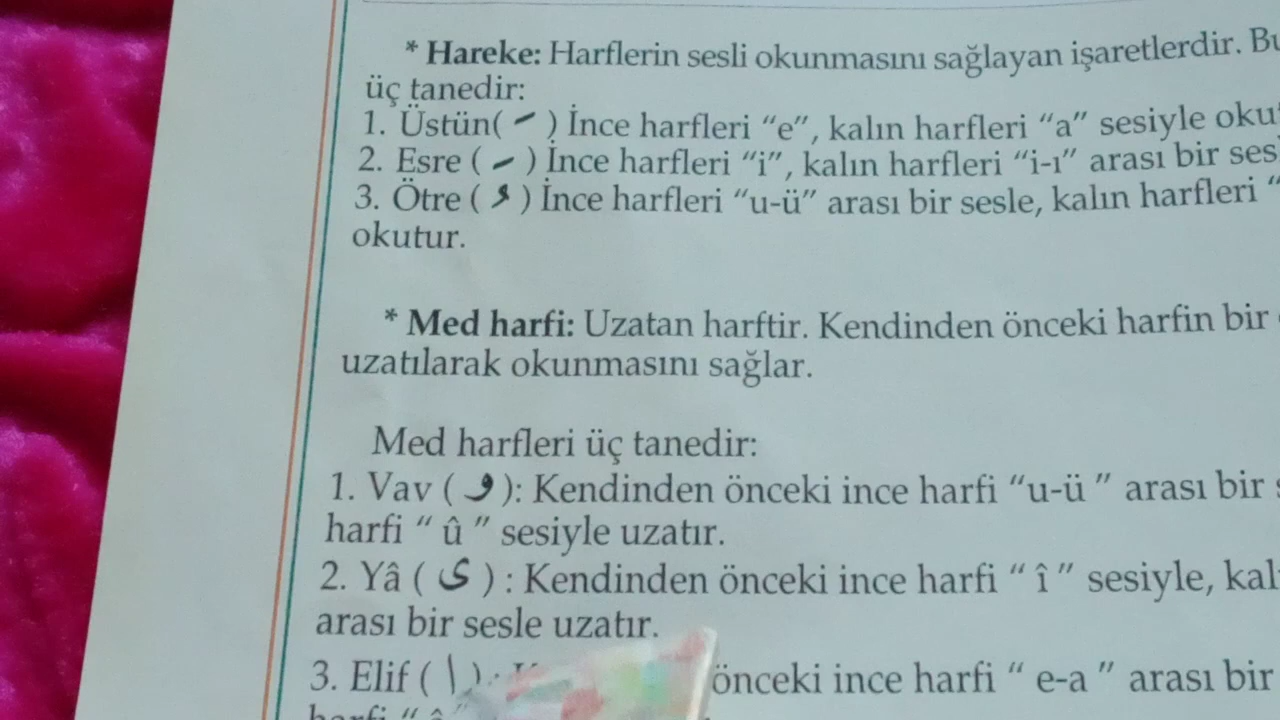 * Hareke: Harflerin sesli okunmasını sağlayan işaretlerdir.
üç tanedir:
1. Üstün( َ ) İnce harfleri “e”, kalın harfleri “a” sesiyle
2. Esre ( ِ ) İnce harfleri “i”, kalın harfleri “i-ı” arası bir
3. Ötre ( ُ ) İnce harfleri “u-ü” arası bir sesle, kalın harfleri “
okutur.
* Med harfi: Uzatan harftir. Kendinden önceki harfin bir
uzatılarak okunmasını sağlar.
Med harfleri üç tanedir:
1. Vav ( و ): Kendinden önceki ince harfi “u-ü ” arası bir
harfi “ û ” sesiyle uzatır.
2. Yâ ( ى ) : Kendinden önceki ince harfi “ î ” sesiyle,
arası bir sesle uzatır.
3. Elif ( ا ) : önceki ince harfi “ e-a ” arası bir